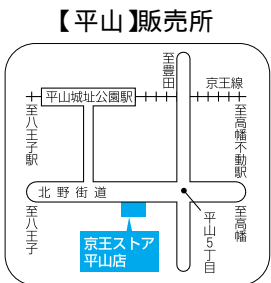 【平山】販売所
至豊田
京王線
平山城址公園駅
至八王子駅
至高幡不動駅
北野街道
至八王子
京王ストア
平山店
平山5丁目
至高幡